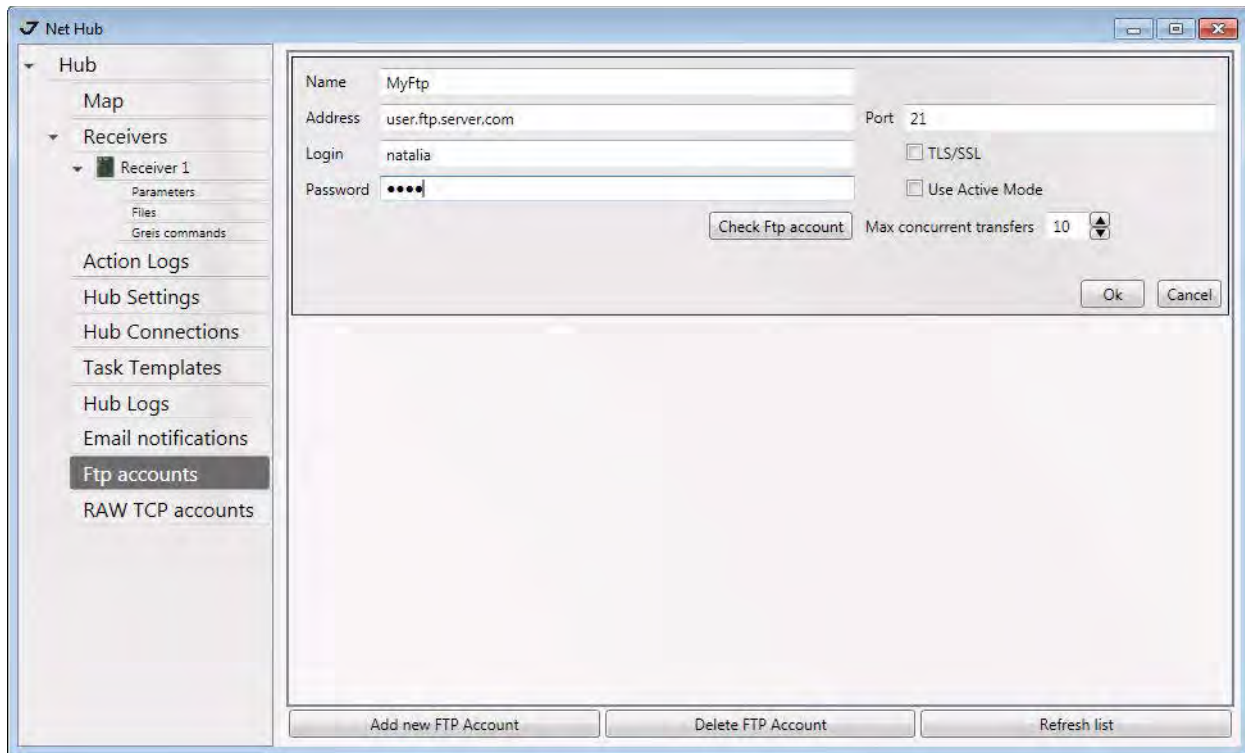 Net Hub
Hub
Map
Receivers
Receiver 1
Parameters
Files
Greis commands
Action Logs
Hub Settings
Hub Connections
Task Templates
Hub Logs
Email notifications
Ftp accounts
RAW TCP accounts
Name MyFtp
Address user.ftp.server.com Port 21
Login natalia TLS/SSL
Password ●●●● Use Active Mode
Check Ftp account Max concurrent transfers 10
Ok Cancel
Add new FTP Account Delete FTP Account Refresh list